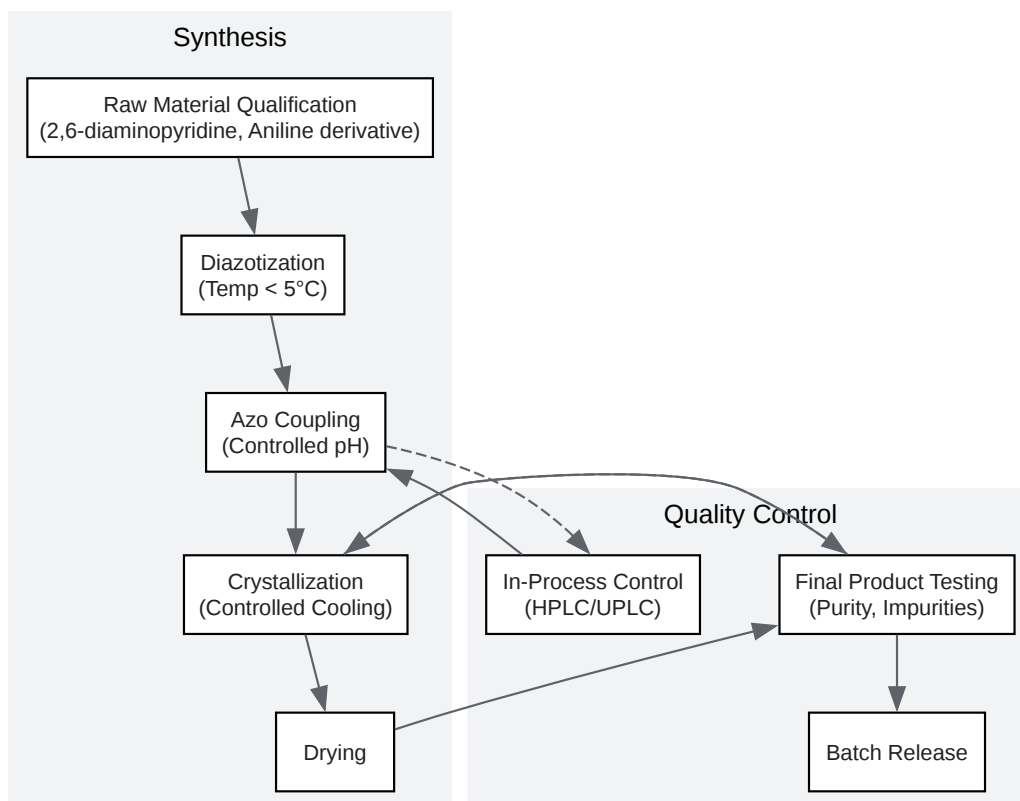 Synthesis
Raw Material Qualification
(2,6-diaminopyridine, Aniline derivative)
Diazotization
(Temp < 5°C)
Azo Coupling
(Controlled pH)
Quality Control
Crystallization
(Controlled Cooling)
In-Process Control
(HPLC/UPLC)
Final Product Testing
(Purity, Impurities)
Drying
Batch Release